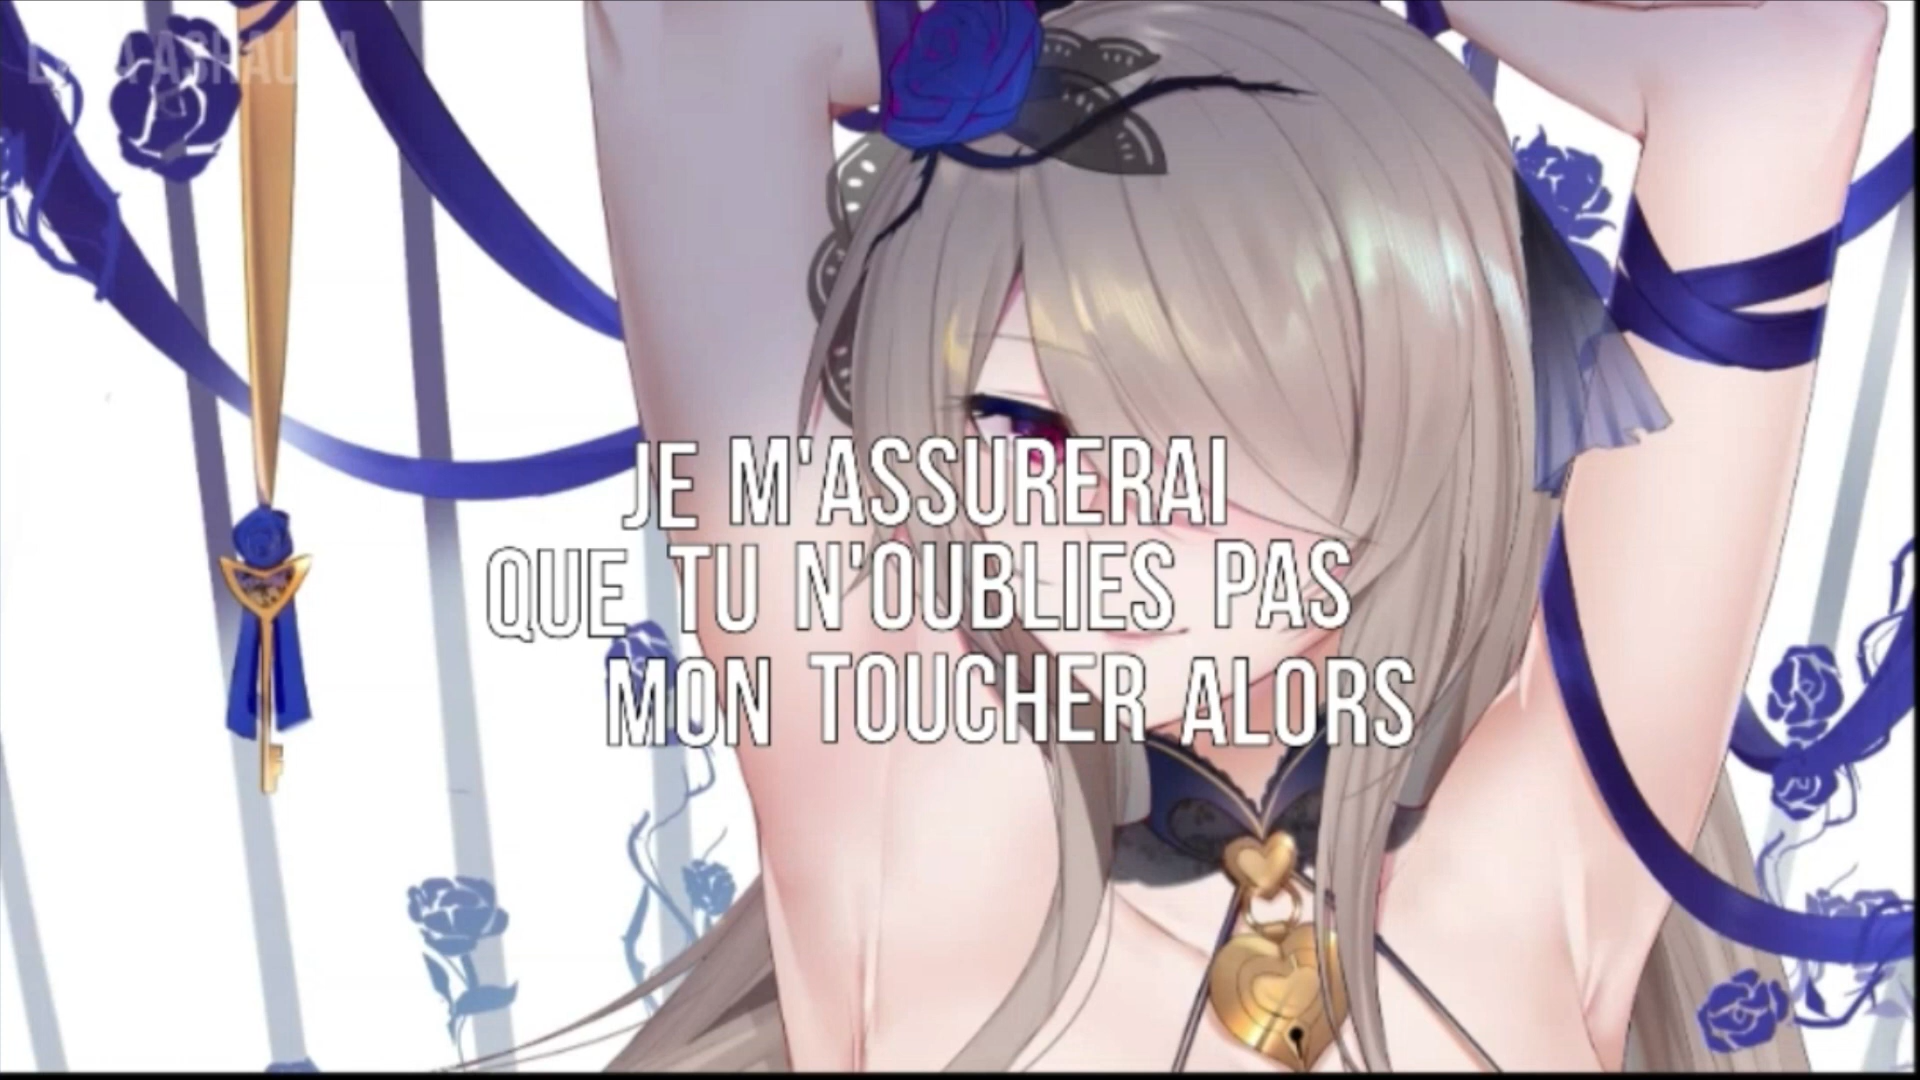 JE M'ASSURERAI
QUE TU N'OUBLIES PAS
MON TOUCHER ALORS